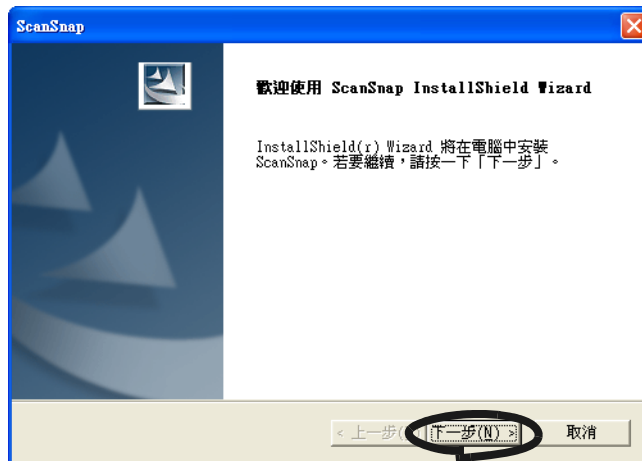 ScanSnap
歡迎使用 ScanSnap InstallShield Wizard
InstallShield(r) Wizard 將在電腦中安裝
ScanSnap。若要繼續，請按一下「下一步」。
< 上一步(
下一步(N) >
取消